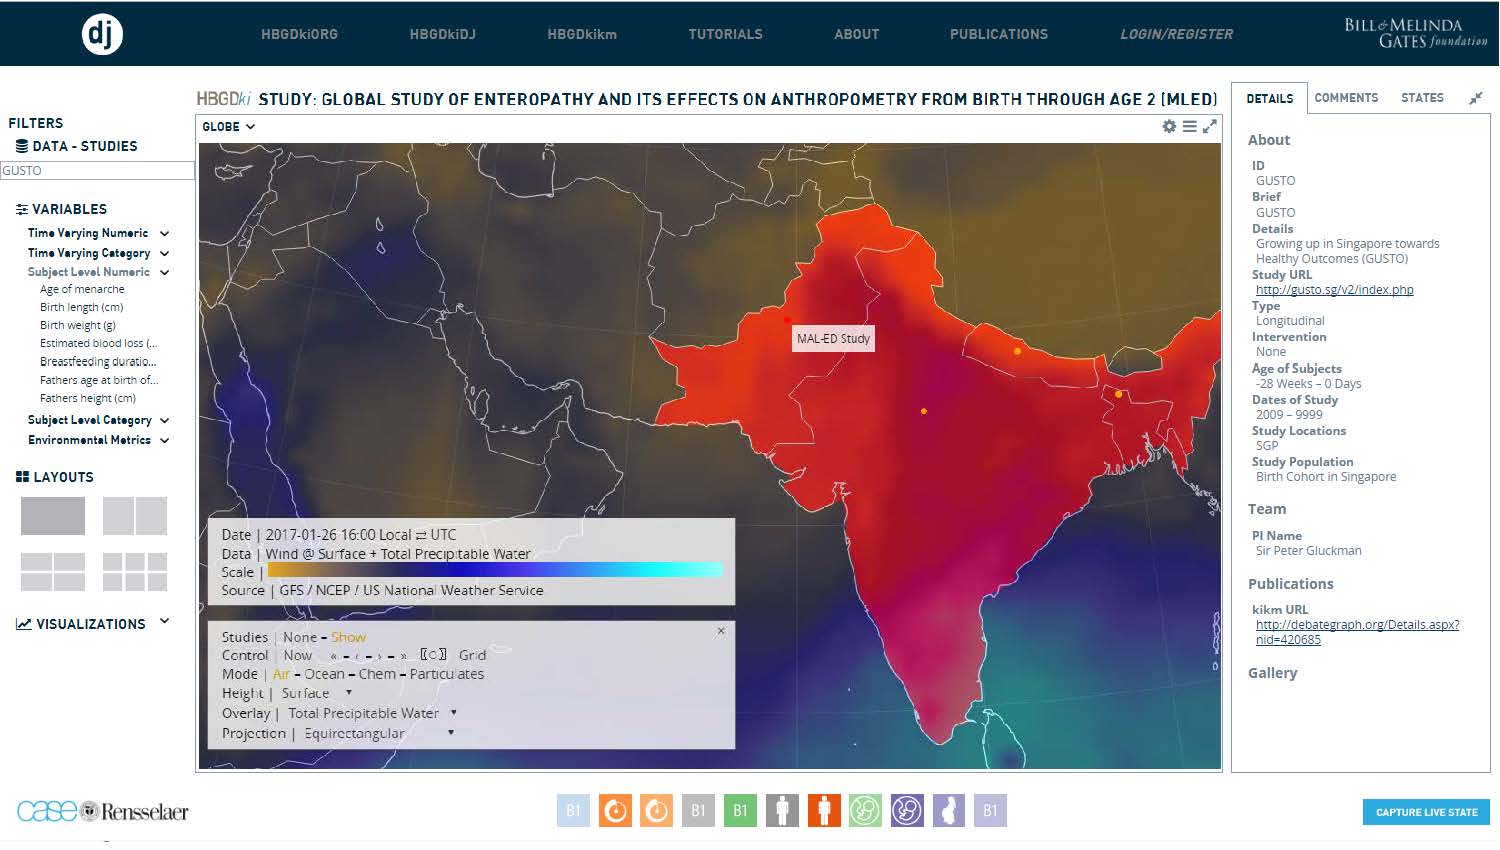 dj
HBGDkiORG
HBGDkiDJ
HBGDkikm
TUTORIALS
ABOUT
PUBLICATIONS
LOGIN/REGISTER
BILL & MELINDA
GATES foundation
HBGDki STUDY: GLOBAL STUDY OF ENTEROPATHY AND ITS EFFECTS ON ANTHROPOMETRY FROM BIRTH THROUGH AGE 2 (MLED)
FILTERS
DATA - STUDIES
GUSTO
VARIABLES
Time Varying Numeric
Time Varying Category
Subject Level Numeric
Age of menarche
Birth length (cm)
Birth weight (g)
Estimated blood loss (...
Breastfeeding duratio...
Fathers age at birth of...
Fathers height (cm)
Subject Level Category
Environmental Metrics
LAYOUTS
VISUALIZATIONS
GLOBE
MAL-ED Study
Date | 2017-01-26 16:00 Local ⇄ UTC
Data | Wind @ Surface + Total Precipitable Water
Scale |
Source | GFS / NCEP / US National Weather Service
×
Studies | None – Show
Control | Now « – ‹ – › – » Grid
Mode | Air – Ocean – Chem – Particulates
Height | Surface
Overlay | Total Precipitable Water
Projection | Equirectangular
DETAILS
COMMENTS
STATES
About
ID
GUSTO
Brief
GUSTO
Details
Growing up in Singapore towards
Healthy Outcomes (GUSTO)
Study URL
http://gusto.sg/v2/index.php
Type
Longitudinal
Intervention
None
Age of Subjects
-28 Weeks – 0 Days
Dates of Study
2009 – 9999
Study Locations
SGP
Study Population
Birth Cohort in Singapore
Team
PI Name
Sir Peter Gluckman
Publications
kikm URL
http://debategraph.org/Details.aspx?
nid=420685
Gallery
case Rensselaer
B1
B1
B1
B1
CAPTURE LIVE STATE